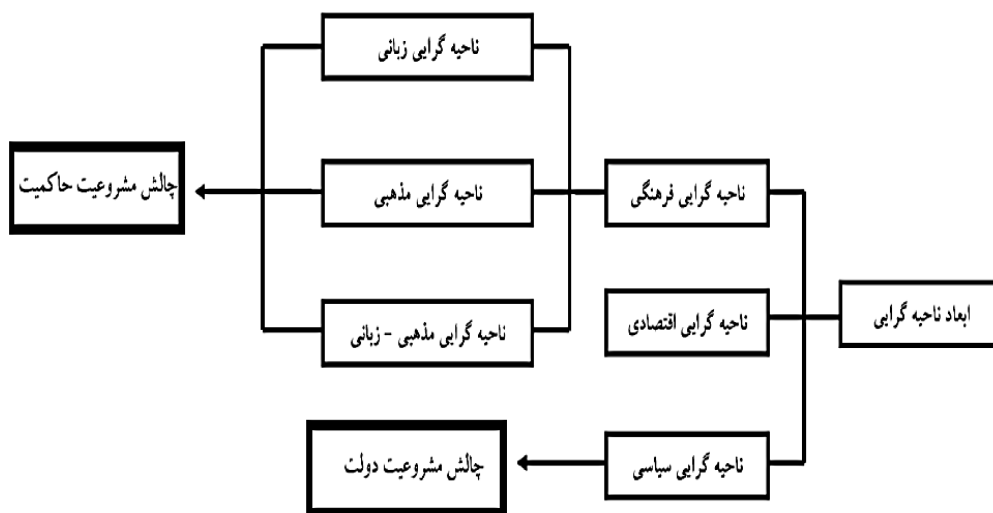 ابعاد ناحیه گرایی
ناحیه گرایی فرهنگی
ناحیه گرایی اقتصادی
ناحیه گرایی سیاسی
ناحیه گرایی زبانی
ناحیه گرایی مذهبی
ناحیه گرایی مذهبی - زبانی
چالش مشروعیت حاکمیت
چالش مشروعیت دولت